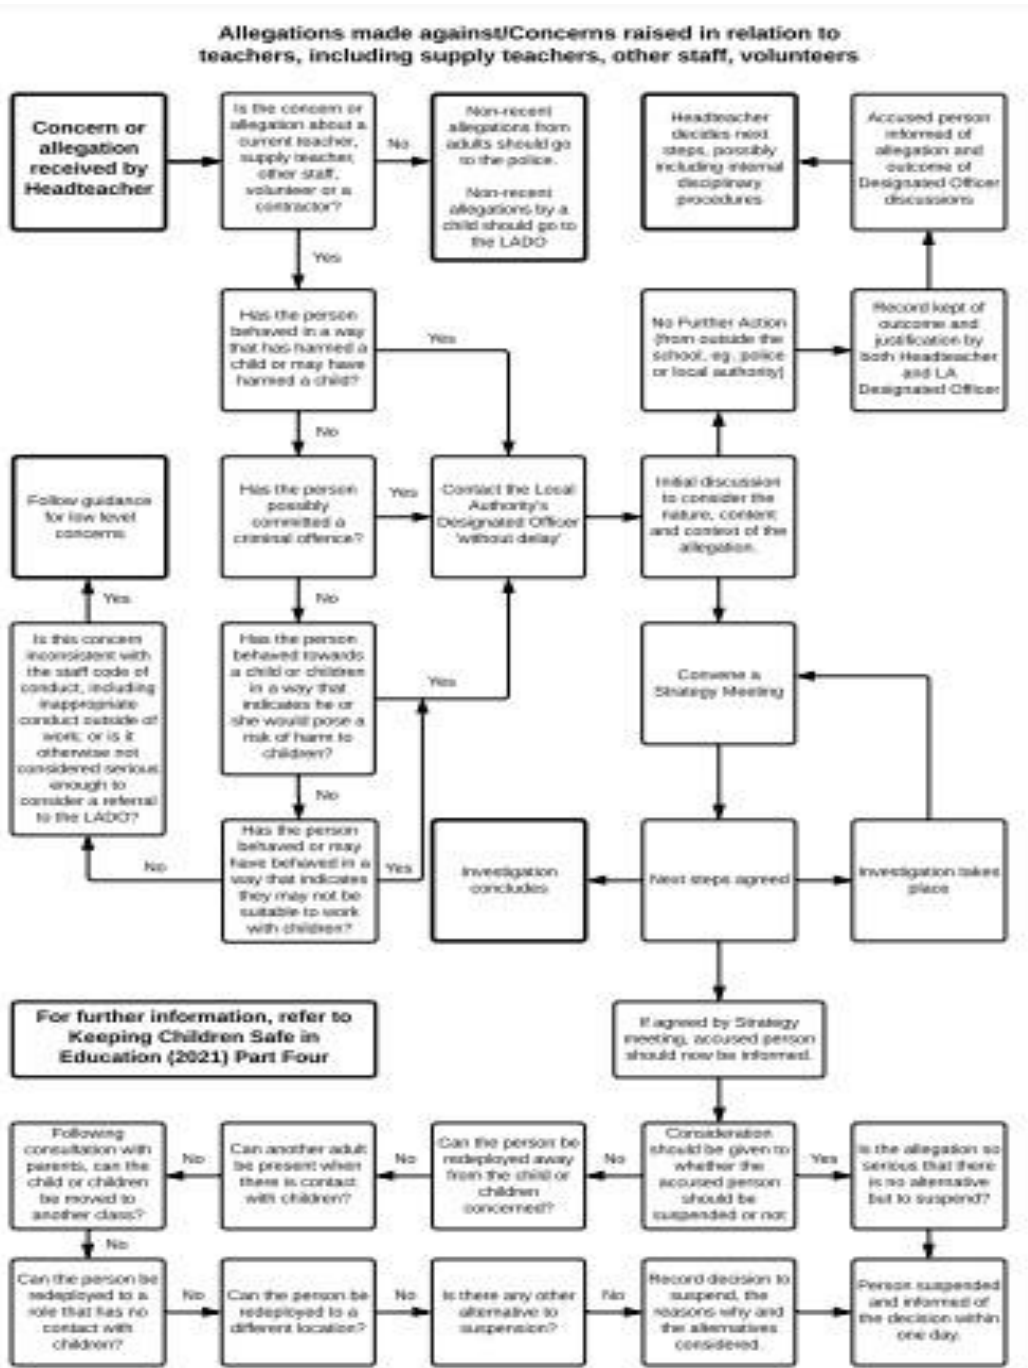 Allegations made against/Concerns raised in relation to
teachers, including supply teachers, other staff, volunteers
Concern or
allegation
received by
Headteacher
Is the concern or
allegation about a
current teacher,
supply teacher,
other staff,
volunteer or a
contractor?
No
Non-recent
allegations from
adults should go
to the police.
Non-recent
allegations by a
child should go to
the LADO
Headteacher
decides next
steps, possibly
including internal
disciplinary
procedures
Accused person
informed of
allegation and
outcome of
Designated Officer
discussions
Yes
Has the person
behaved in a way
that has harmed a
child or may have
harmed a child?
Yes
No Further Action
(from outside the
school, eg. police
or local authority)
Record kept of
outcome and
justification by
both Headteacher
and LA
Designated Officer
No
Follow guidance
for low level
concerns
Has the person
possibly
committed a
criminal offence?
Yes
Contact the Local
Authority's
Designated Officer
'without delay'
Initial discussion
to consider the
nature, content
and context of the
allegation.
Yes
No
Is this concern
inconsistent with
the staff code of
conduct, including
inappropriate
conduct outside of
work; or is it
otherwise not
considered serious
enough to
consider a referral
to the LADO?
Has the person
behaved towards
a child or children
in a way that
indicates he or
she would pose a
risk of harm to
children?
Yes
Convene a
Strategy Meeting
No
No
Has the person
behaved or may
have behaved in a
way that indicates
they may not be
suitable to work
with children?
Yes
Investigation
concludes
Next steps agreed
Investigation takes
place
For further information, refer to
Keeping Children Safe in
Education (2021) Part Four
If agreed by Strategy
meeting, accused person
should now be informed.
Following
consultation with
parents, can the
child or children
be moved to
another class?
No
Can another adult
be present when
there is contact
with children?
No
Can the person be
redeployed away
from the child or
children
concerned?
No
Consideration
should be given to
whether the
accused person
should be
suspended or not
Yes
Is the allegation so
serious that there
is no alternative
but to suspend?
No
Can the person be
redeployed to a
role that has no
contact with
children?
No
Can the person be
redeployed to a
different location?
No
Is there any other
alternative to
suspension?
No
Record decision to
suspend, the
reasons why and
the alternatives
considered.
Person suspended
and informed of
the decision within
one day.